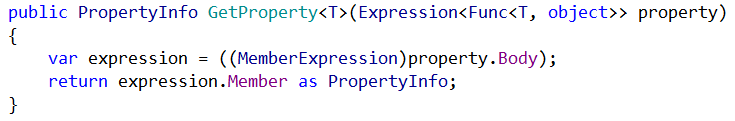 public PropertyInfo GetProperty<T>(Expression<Func<T, object>> property)
{
    var expression = ((MemberExpression)property.Body);
    return expression.Member as PropertyInfo;
}